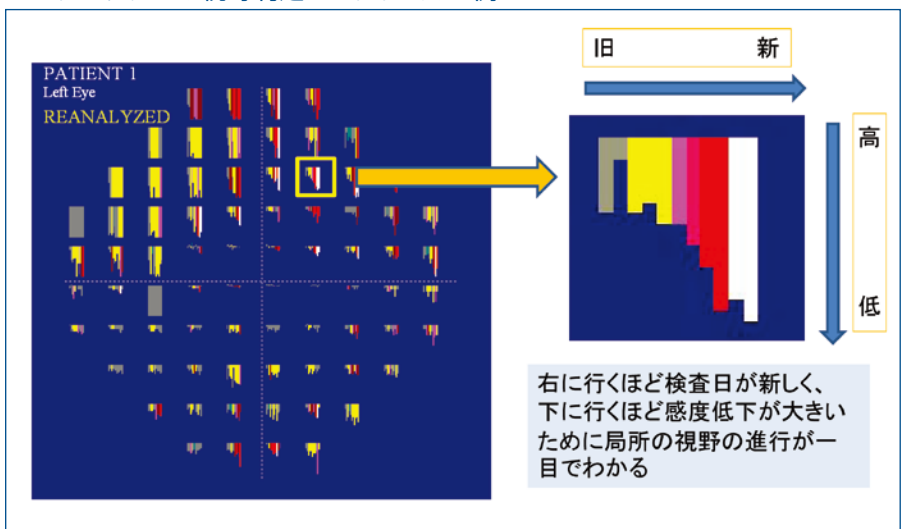 PATIENT 1
Left Eye
REANALYZED
旧 新
高
低
右に行くほど検査日が新しく、
下に行くほど感度低下が大きい
ために局所の視野の進行が一
目でわかる